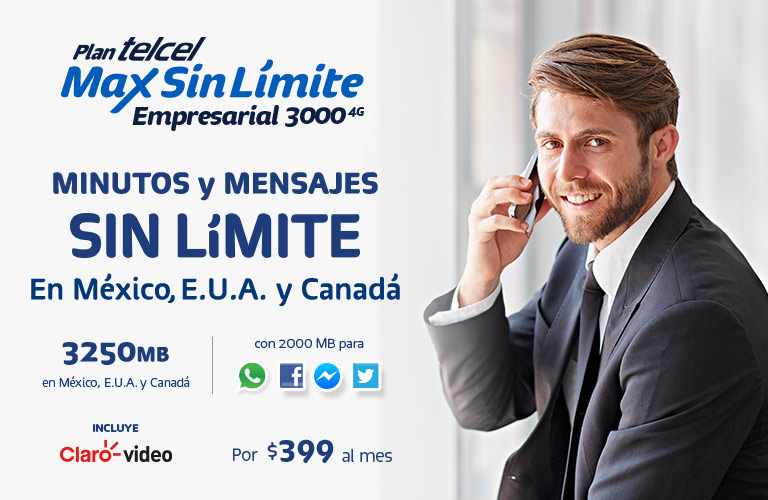 Plan telcel
Max Sin Límite
Empresarial 3000 4G
MINUTOS y MENSAJES
SIN LíMITE
En México, E.U.A. y Canadá
3250MB
en México, E.U.A. y Canadá
con 2000 MB para
INCLUYE
Claro-video
Por $399 al mes